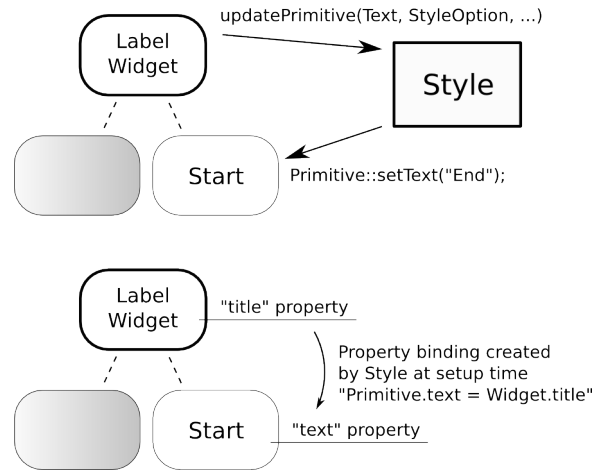 updatePrimitive(Text, StyleOption, ...)
Label
Widget
Style
Start
Primitive::setText("End");
Label
Widget
"title" property
Property binding created
by Style at setup time
"Primitive.text = Widget.title"
Start
"text" property